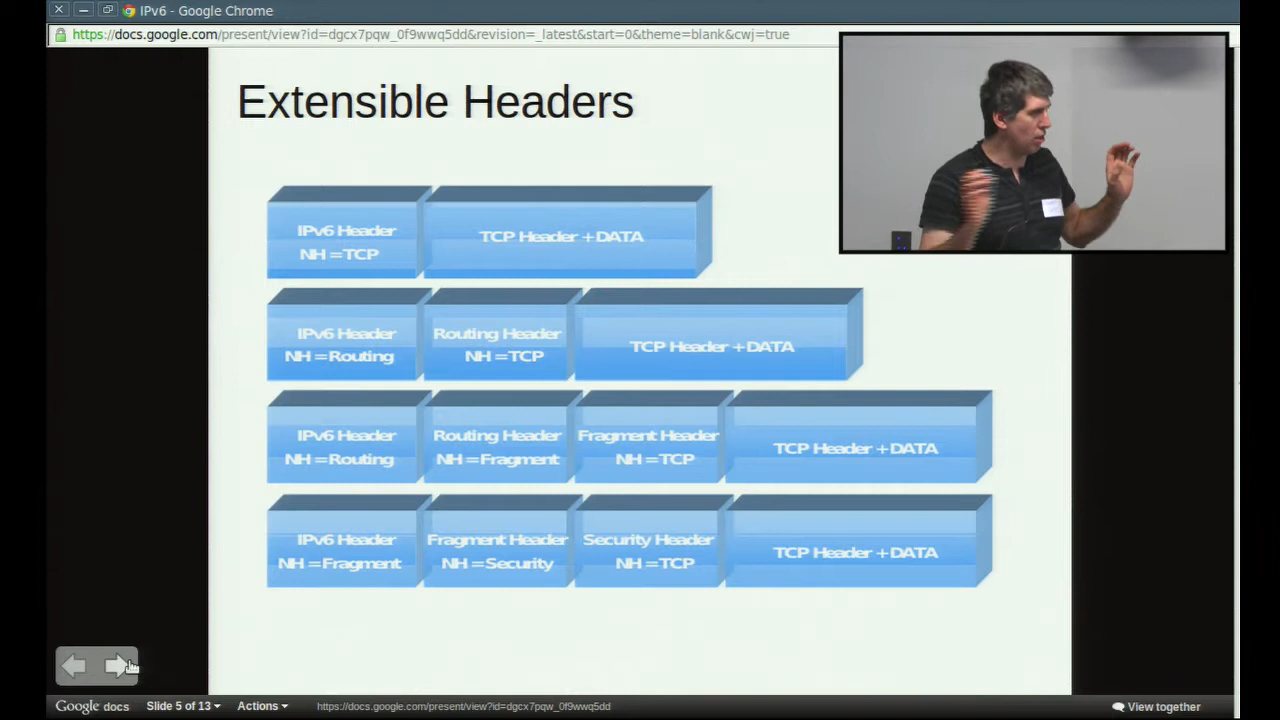 IPv6 - Google Chrome
https://docs.google.com/present/view?id=dgcx7pqw_0f9wwq5dd&revision=_latest&start=0&theme=blank&cwj=true
Extensible Headers
IPv6 Header
NH =TCP
TCP Header +DATA
IPv6 Header
NH =Routing
Routing Header
NH =TCP
TCP Header +DATA
IPv6 Header
NH =Routing
Routing Header
NH =Fragment
Fragment Header
NH =TCP
TCP Header +DATA
IPv6 Header
NH =Fragment
Fragment Header
NH =Security
Security Header
NH =TCP
TCP Header +DATA
Google docs
Slide 5 of 13
Actions
https://docs.google.com/present/view?id=dgcx7pqw_0f9wwq5dd
View together